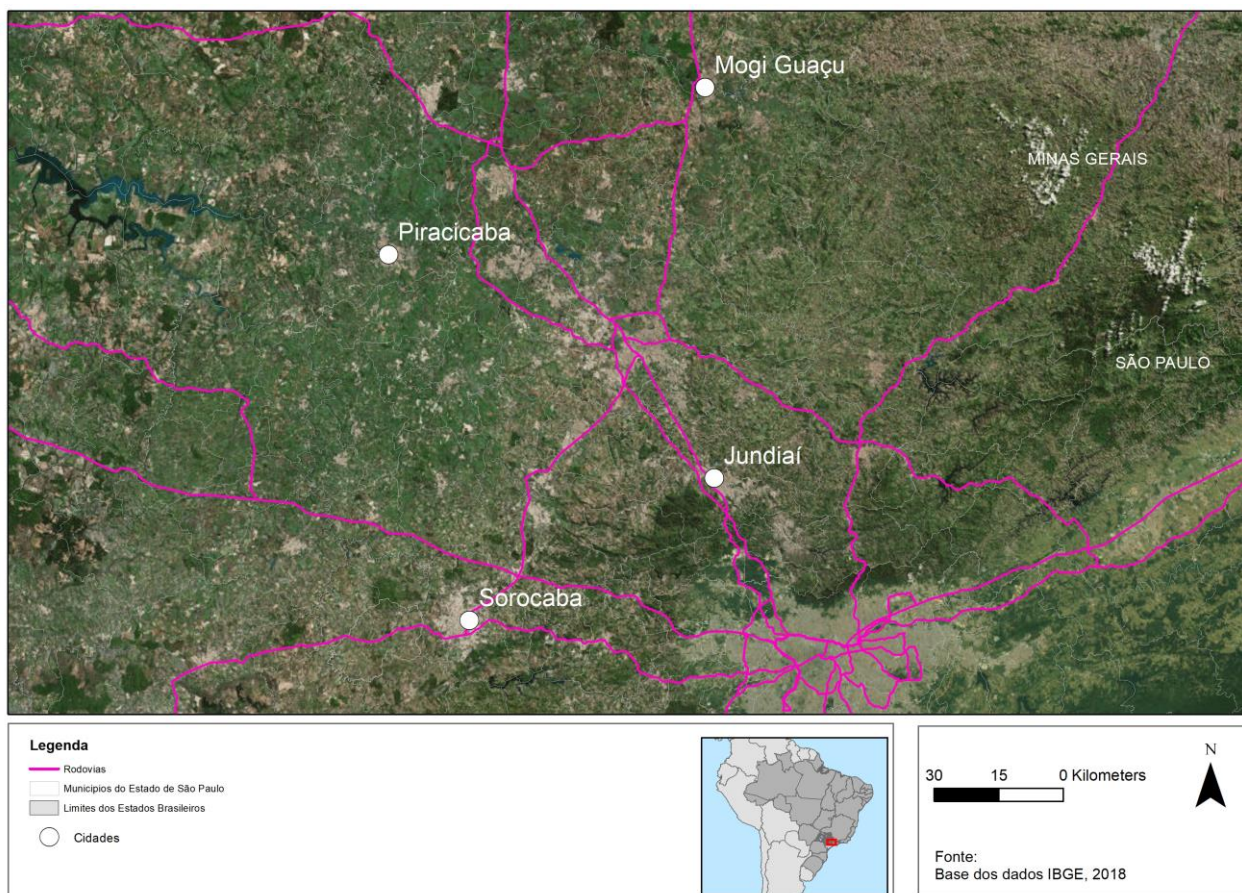 Mogi Guaçu
MINAS GERAIS
Piracicaba
SÃO PAULO
Jundiaí
Sorocaba
Legenda
Rodovias
Municipios do Estado de São Paulo
Limites dos Estados Brasileiros
Cidades
30 15 0 Kilometers
N
Fonte:
Base dos dados IBGE, 2018